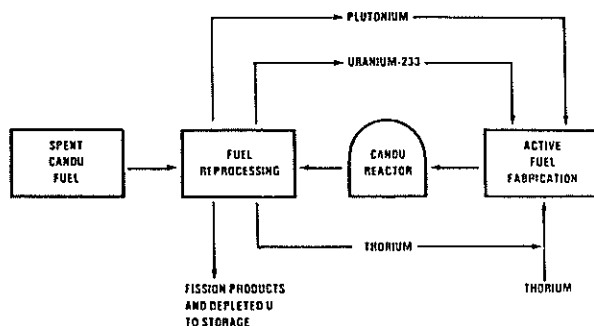 PLUTONIUM
URANIUM-233
SPENT
CANDU
FUEL
FUEL
REPROCESSING
CANDU
REACTOR
ACTIVE
FUEL
FABRICATION
THORIUM
FISSION PRODUCTS
AND DEPLETED U
TO STORAGE
THORIUM